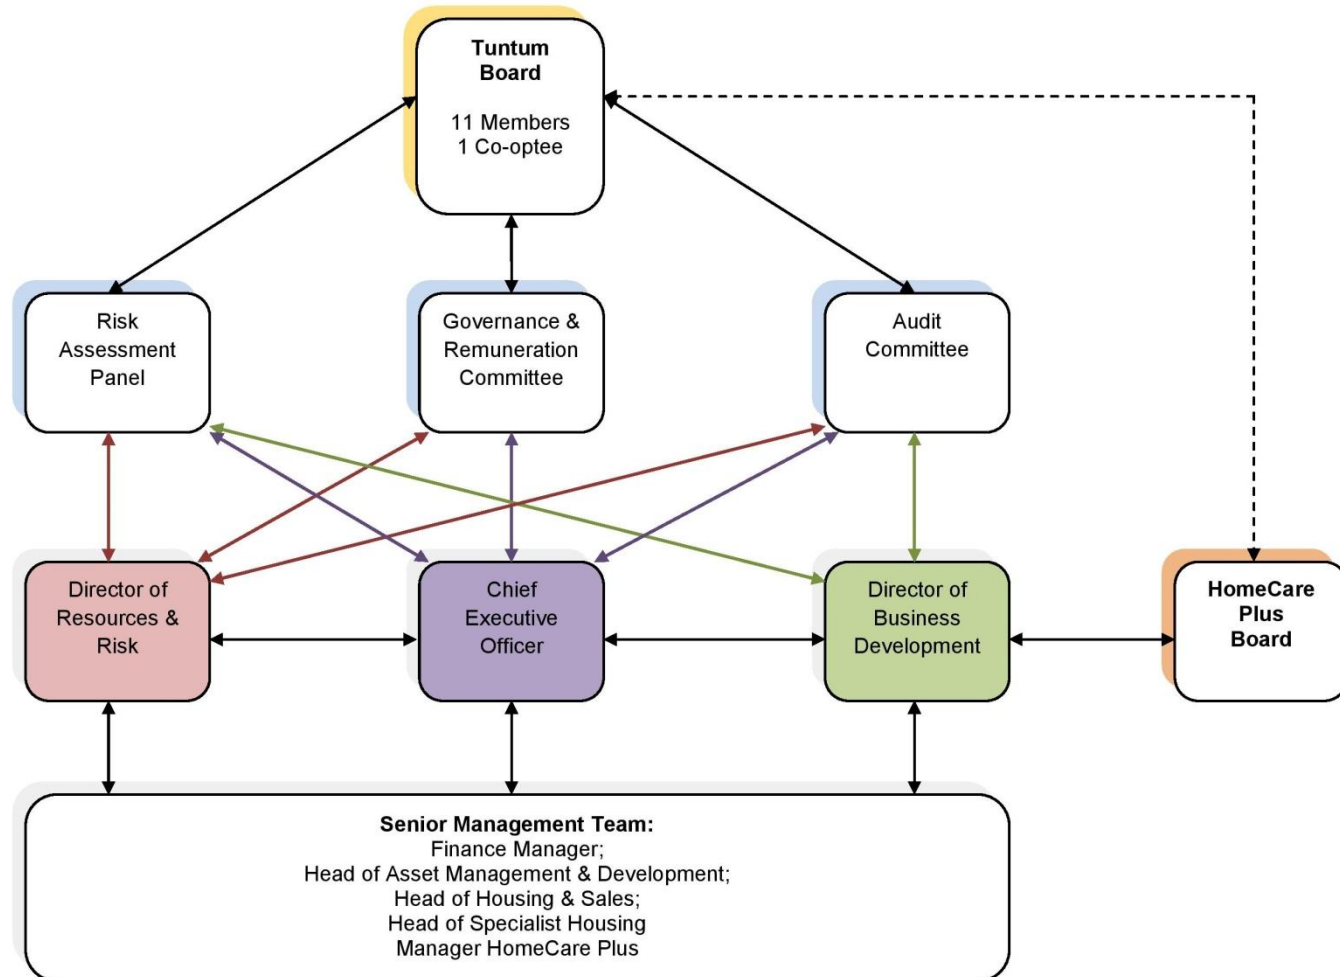 Tuntum
Board
11 Members
1 Co-optee
Risk
Assessment
Panel
Governance &
Remuneration
Committee
Audit
Committee
Director of
Resources &
Risk
Chief
Executive
Officer
Director of
Business
Development
HomeCare
Plus
Board
Senior Management Team:
Finance Manager;
Head of Asset Management & Development;
Head of Housing & Sales;
Head of Specialist Housing
Manager HomeCare Plus